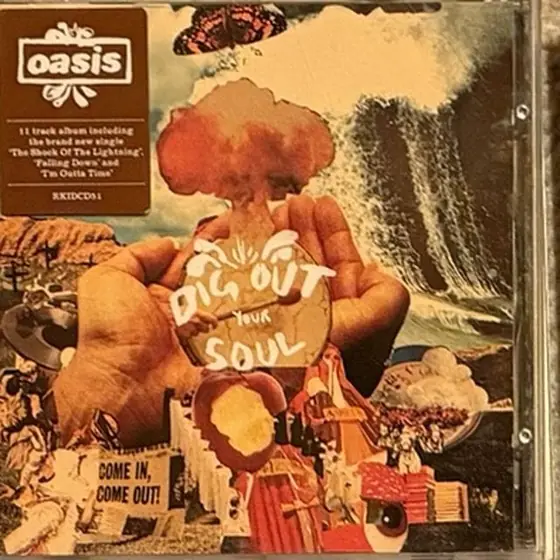 oasis
11 track album including
the brand new single
'The Shock Of The Lightning',
'Falling Down' and
'I'm Outta Time'
RKIDCD51
DIG OUT
YOUR
SOUL
COME IN,
COME OUT!